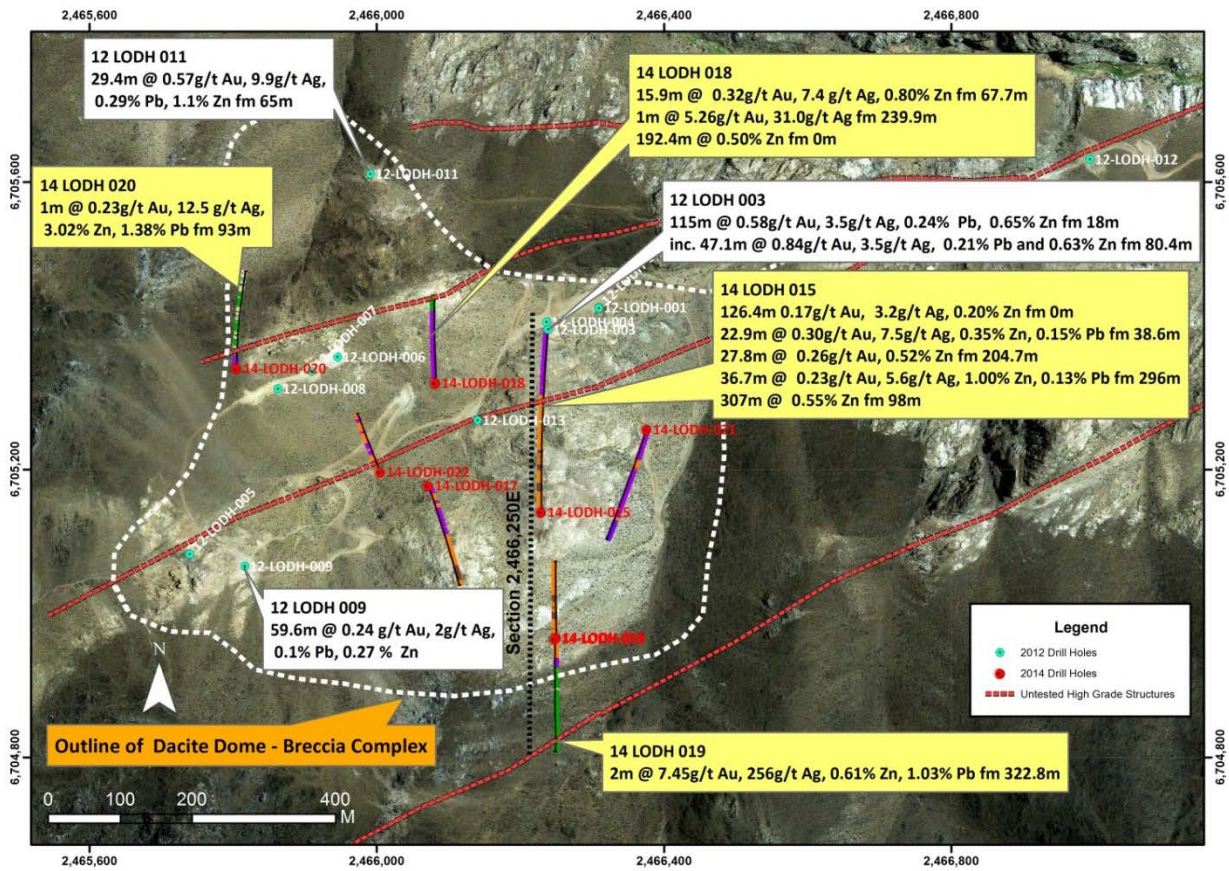 2,465,600
2,466,000
2,466,400
2,466,800
12 LODH 011
29.4m @ 0.57g/t Au, 9.9g/t Ag,
0.29% Pb, 1.1% Zn fm 65m
14 LODH 018
15.9m @ 0.32g/t Au, 7.4 g/t Ag, 0.80% Zn fm 67.7m
1m @ 5.26g/t Au, 31.0g/t Ag fm 239.9m
192.4m @ 0.50% Zn fm 0m
12-LODH-012
6,705,600
6,705,600
12-LODH-011
14 LODH 020
1m @ 0.23g/t Au, 12.5 g/t Ag,
3.02% Zn, 1.38% Pb fm 93m
12 LODH 003
115m @ 0.58g/t Au, 3.5g/t Ag, 0.24% Pb, 0.65% Zn fm 18m
inc. 47.1m @ 0.84g/t Au, 3.5g/t Ag, 0.21% Pb and 0.63% Zn fm 80.4m
14 LODH 015
126.4m 0.17g/t Au, 3.2g/t Ag, 0.20% Zn fm 0m
22.9m @ 0.30g/t Au, 7.5g/t Ag, 0.35% Zn, 0.15% Pb fm 38.6m
27.8m @ 0.26g/t Au, 0.52% Zn fm 204.7m
36.7m @ 0.23g/t Au, 5.6g/t Ag, 1.00% Zn, 0.13% Pb fm 296m
307m @ 0.55% Zn fm 98m
12-LODH-001
12-LODH-007
12-LODH-006
14-LODH-020
12-LODH-008
14-LODH-018
12-LODH-013
6,705,200
6,705,200
14-LODH-022
14-LODH-017
14-LODH-015
12-LODH-005
12-LODH-009
Section 2,466,250E
12 LODH 009
59.6m @ 0.24 g/t Au, 2g/t Ag,
0.1% Pb, 0.27 % Zn
N
Legend
2012 Drill Holes
2014 Drill Holes
Untested High Grade Structures
Outline of Dacite Dome - Breccia Complex
14 LODH 019
2m @ 7.45g/t Au, 256g/t Ag, 0.61% Zn, 1.03% Pb fm 322.8m
6,704,800
6,704,800
0 100 200 400
M
2,465,600
2,466,000
2,466,400
2,466,800